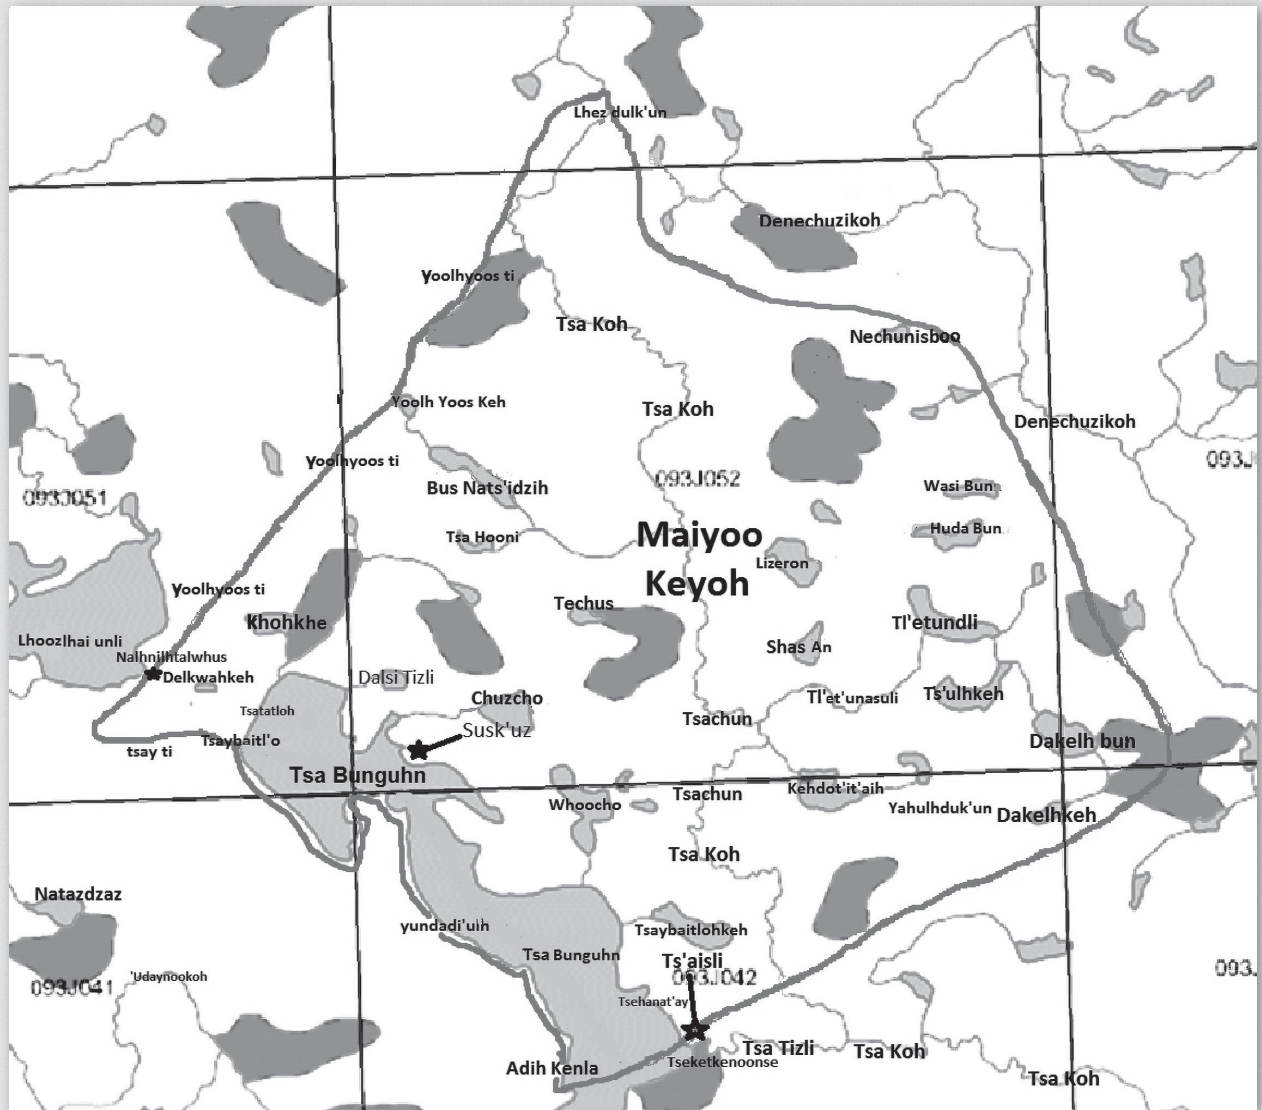 Lhez dulk'un
Denechuzikoh
Yoolhyoos ti
Tsa Koh
Nechunisboo
Yoolh Yoos Keh
Tsa Koh
Denechuzikoh
Yoolhyoos ti
093J052
Bus Nats'idzih
Wasi Bun
093J051
Tsa Hooni
Huda Bun
Maiyoo
Keyoh
Lizeron
Yoolhyoos ti
Techus
Khohkhe
Tl'etundli
Lhoozlhai unli
Shas An
Nalhnilhtalwhus
Delkwahkeh
Dalsi Tizli
Chuzcho
Tl'et'unasuli
Ts'ulhkeh
Tsatatloh
Tsachun
Susk'uz
Tsaybaitl'o
Dakelh bun
tsay ti
Tsa Bunguhn
Whoocho
Tsachun
Kehdot'it'aih
Yahulhduk'un
Dakelhkeh
Tsa Koh
Natazdzaz
yundadi'uih
Tsaybaitlohkeh
Tsa Bunguhn
Ts'aisli
'Udaynookoh
093J042
093J041
093.
Tsehanat'ay
Adih Kenla
Tseketkenoonse
Tsa Tizli
Tsa Koh
Tsa Koh